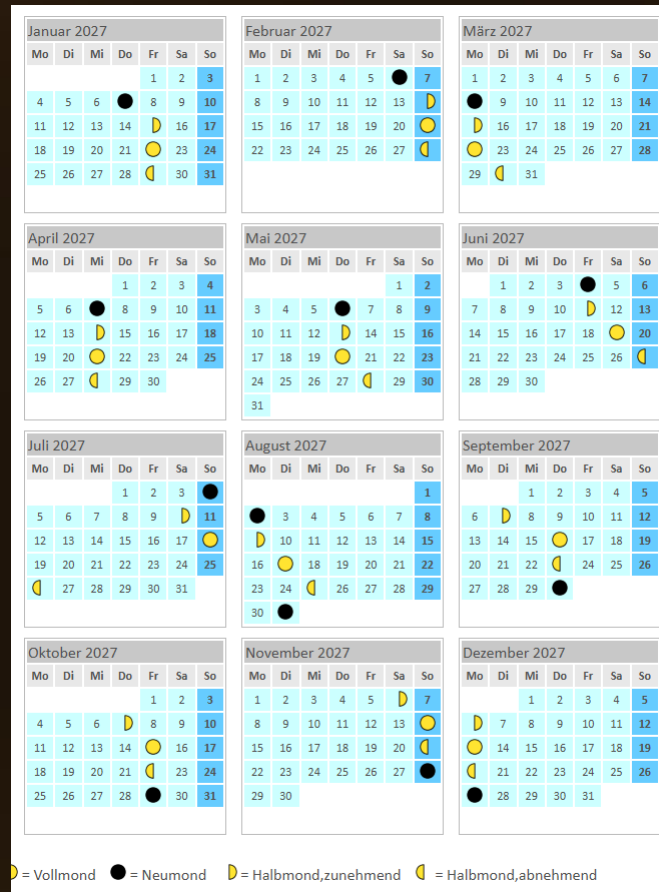 Januar 2027 Februar 2027 März 2027
Mo Di Mi Do Fr Sa So Mo Di Mi Do Fr Sa So Mo Di Mi Do Fr Sa So
1 2 3 1 2 3 4 5 7 1 2 3 4 5 6 7
4 5 6 8 9 10 8 9 10 11 12 13 9 10 11 12 13 14
11 12 13 14 16 17 15 16 17 18 19 20 16 17 18 19 20 21
18 19 20 21 23 24 22 23 24 25 26 27 23 24 25 26 27 28
25 26 27 28 30 31 29 31
April 2027 Mai 2027 Juni 2027
Mo Di Mi Do Fr Sa So Mo Di Mi Do Fr Sa So Mo Di Mi Do Fr Sa So
1 2 3 4 1 2 1 2 3 5 6
5 6 8 9 10 11 3 4 5 7 8 9 7 8 9 10 12 13
12 13 15 16 17 18 10 11 12 14 15 16 14 15 16 17 18 20
19 20 22 23 24 25 17 18 19 21 22 23 21 22 23 24 25 26
26 27 29 30 24 25 26 27 29 30 28 29 30
31
Juli 2027 August 2027 September 2027
Mo Di Mi Do Fr Sa So Mo Di Mi Do Fr Sa So Mo Di Mi Do Fr Sa So
1 2 3 1 1 2 3 4 5
5 6 7 8 9 11 3 4 5 6 7 8 6 8 9 10 11 12
12 13 14 15 16 17 10 11 12 13 14 15 13 14 15 17 18 19
19 20 21 22 23 24 25 16 18 19 20 21 22 20 21 22 24 25 26
27 28 29 30 31 23 24 26 27 28 29 27 28 29
30
Oktober 2027 November 2027 Dezember 2027
Mo Di Mi Do Fr Sa So Mo Di Mi Do Fr Sa So Mo Di Mi Do Fr Sa So
1 2 3 1 2 3 4 5 7 1 2 3 4 5
4 5 6 8 9 10 8 9 10 11 12 13 7 8 9 10 11 12
11 12 13 14 16 17 15 16 17 18 19 20 14 15 16 17 18 19
18 19 20 21 23 24 22 23 24 25 26 27 21 22 23 24 25 26
25 26 27 28 30 31 29 30 28 29 30 31
= Vollmond = Neumond = Halbmond,zunehmend = Halbmond,abnehmend